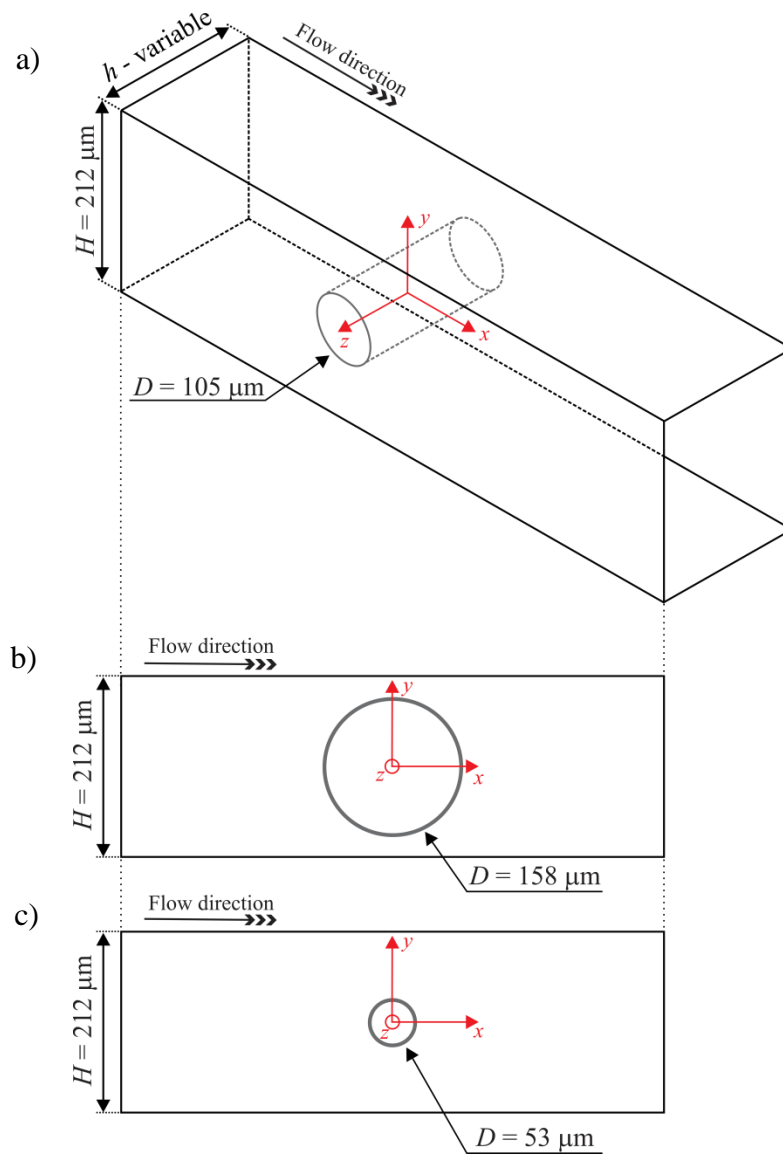 a)
h - variable
Flow direction
H = 212 μm
y
z
x
D = 105 μm
b)
Flow direction
H = 212 μm
y
z
x
D = 158 μm
c)
Flow direction
H = 212 μm
y
z
x
D = 53 μm